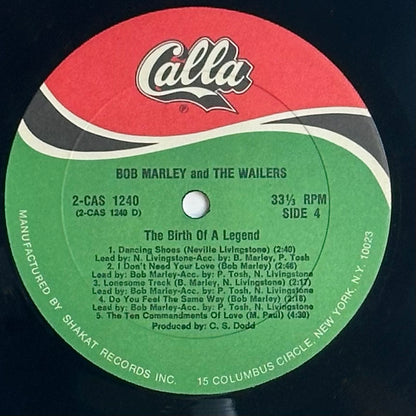 Calla
℗
BOB MARLEY and THE WAILERS
2-CAS 1240
(2-CAS 1240 D)
33⅓ RPM
SIDE 4
The Birth Of A Legend
1. Dancing Shoes (Neville Livingstone) (2:40)
Lead by: N. Livingstone-Acc. by: B. Marley, P. Tosh
2. I Don't Need Your Love (Bob Marley) (2:46)
Lead by: Bob Marley-Acc. by: P. Tosh, N. Livingstone
3. Lonesome Track (B. Marley, N. Livingstone) (2:17)
Lead by: Bob Marley-Acc. by: P. Tosh, N. Livingstone
4. Do You Feel The Same Way (Bob Marley) (2:18)
Lead by: Bob Marley-Acc. by: P. Tosh, N. Livingstone
5. The Ten Commandments Of Love (M. Paul) (4:30)
Produced by: C. S. Dodd
MANUFACTURED BY SHAKAT RECORDS INC. 15 COLUMBUS CIRCLE, NEW YORK, N.Y. 10023